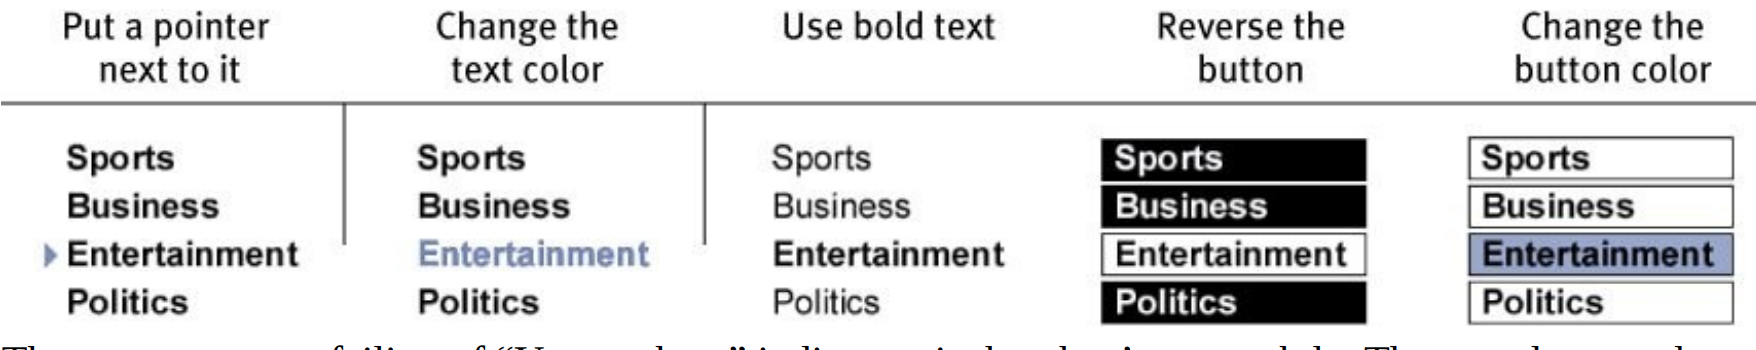 Put a pointer
next to it
Change the
text color
Use bold text
Reverse the
button
Change the
button color
Sports
Business
Entertainment
Politics
Sports
Business
Entertainment
Politics
Sports
Business
Entertainment
Politics
Sports
Business
Entertainment
Politics
Sports
Business
Entertainment
Politics